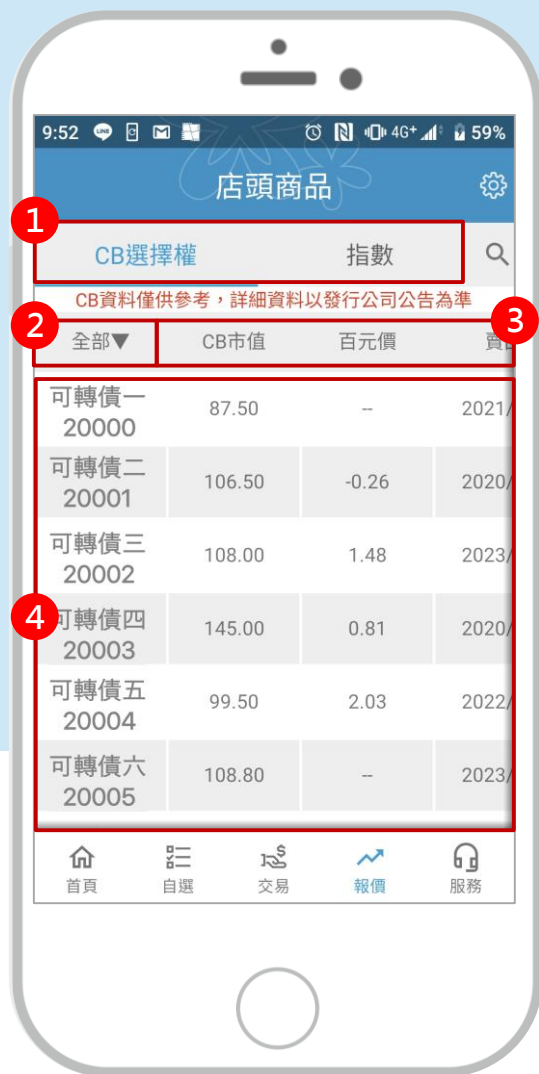 9:52 4G+ 59%
店頭商品
1
CB選擇權 指數
CB資料僅供參考，詳細資料以發行公司公告為準
2 3
全部▼ CB市值 百元價
可轉債一 87.50 -- 2021/
20000
可轉債二 106.50 -0.26 2020/
20001
可轉債三 108.00 1.48 2023/
20002
4
可轉債四 145.00 0.81 2020/
20003
可轉債五 99.50 2.03 2022/
20004
可轉債六 108.80 -- 2023/
20005
首頁 自選 交易 報價 服務